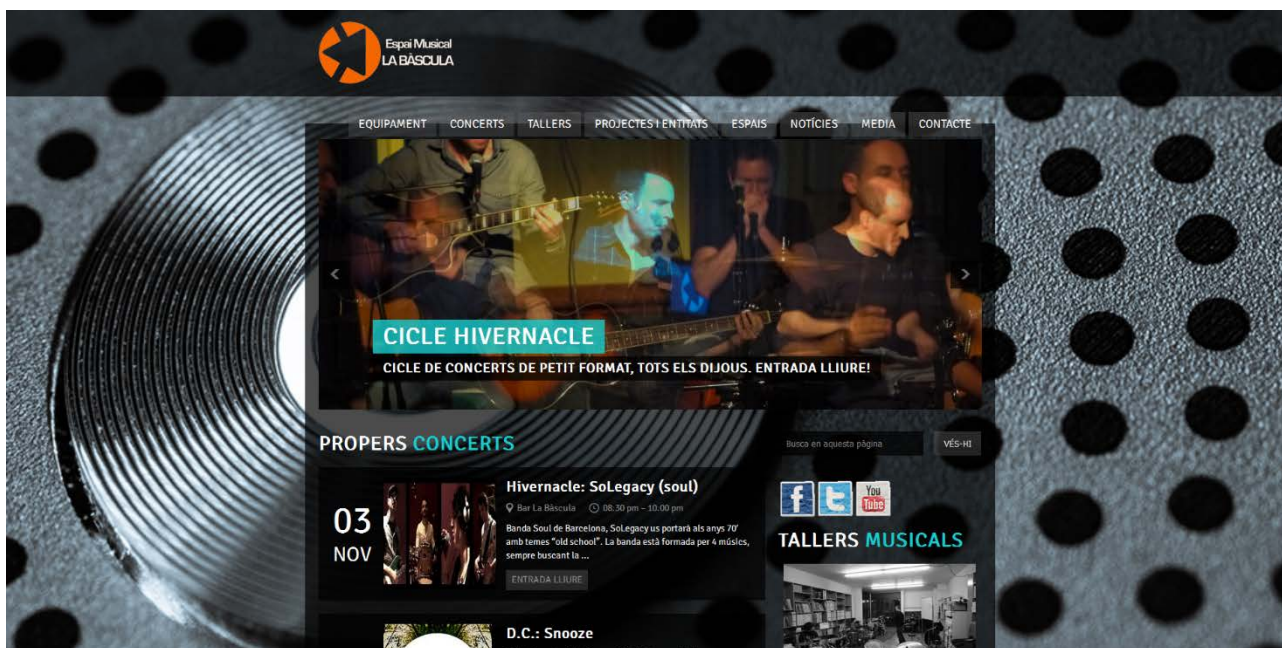 Espai Musical
LA BÀSCULA
EQUIPAMENT CONCERTS TALLERS PROJECTES I ENTITATS ESPAIS NOTÍCIES MEDIA CONTACTE
CICLE HIVERNACLE
CICLE DE CONCERTS DE PETIT FORMAT, TOTS ELS DIJOUS. ENTRADA LLIURE!
PROPERS CONCERTS
Busca en aquesta pàgina VÉS-HI
03
NOV
Hivernacle: SoLegacy (soul)
Bar La Bàscula 08:30 pm – 10:00 pm
Banda Soul de Barcelona, SoLegacy us portarà als anys 70'
amb temes "old school". La banda està formada per 4 músics,
sempre buscant la ...
ENTRADA LLIURE
You
Tube
TALLERS MUSICALS
D.C.: Snooze